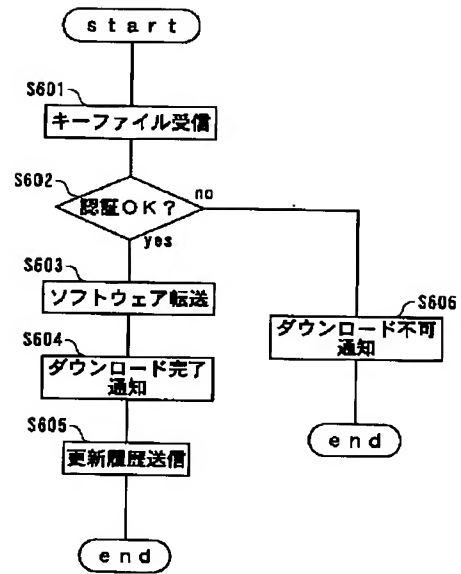 start
S601
キーファイル受信
S602
認証OK?
no
yes
S603
ソフトウェア転送
S604
ダウンロード完了
通知
S605
更新履歴送信
end
S606
ダウンロード不可
通知
end